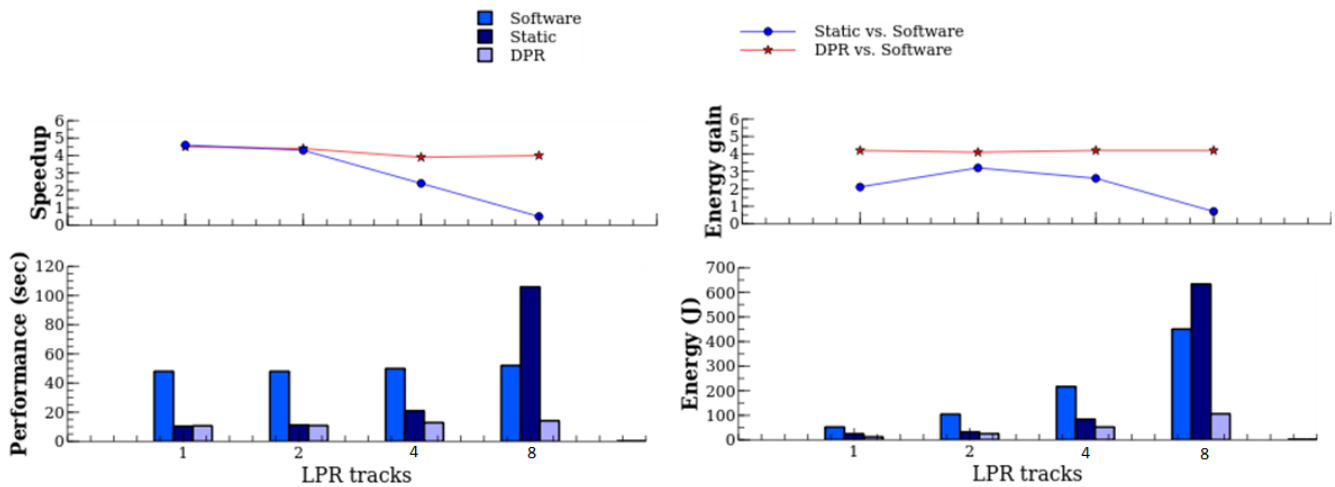 Software
Static
DPR
Static vs. Software
DPR vs. Software
Speedup
6
5
4
3
2
1
0
Energy gain
6
5
4
3
2
1
0
Performance (sec)
120
100
80
60
40
20
0
1 2 4 8
LPR tracks
Energy (J)
700
600
500
400
300
200
100
0
1 2 4 8
LPR tracks